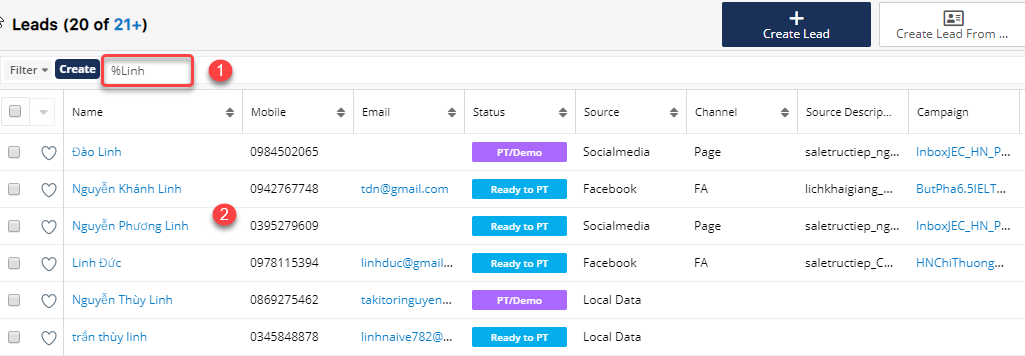 Leads (20 of 21+)
Create Lead
Create Lead From ...
Filter Create %Linh 1
Name Mobile Email Status Source Channel Source Descrip... Campaign
Đào Linh 0984502065 PT/Demo Socialmedia Page saletructiep_ng... InboxJEC_HN_P...
Nguyễn Khánh Linh 0942767748 tdn@gmail.com Ready to PT Facebook FA lichkhaigiang_... ButPha6.5IELT...
2
Nguyễn Phương Linh 0395279609 Ready to PT Socialmedia Page saletructiep_ng... InboxJEC_HN_P...
Linh Đức 0978115394 linhduc@gmail... Ready to PT Facebook FA saletructiep_C... HNChiThuong...
Nguyễn Thùy Linh 0869275462 takitoringuyen... PT/Demo Local Data
trần thùy linh 0345848878 linhnaive782@... Ready to PT Local Data